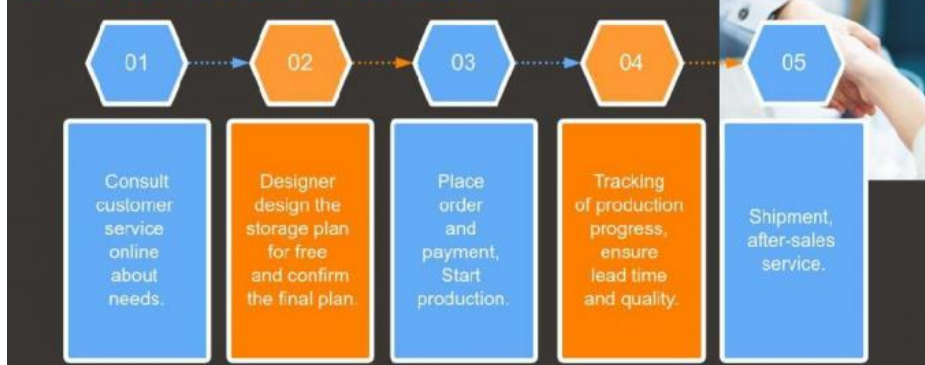 01
02
03
04
05
Consult
customer
service
online
about
needs.
Designer
design the
storage plan
for free
and confirm
the final plan.
Place
order
and
payment,
Start
production.
Tracking
of production
progress,
ensure
lead time
and quality.
Shipment,
after-sales
service.